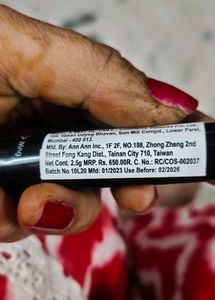 Mumbai - 400 013.
Mfd. By: Ann Ann Inc., 1F 2F, NO.198, Zhong Zheng 2nd
Street Fong Kang Dist., Tainan City 710, Taiwan
Net Cont. 2.5g MRP. Rs. 650.00R. C. No.: RC/COS-002037
Batch No 10L20 Mfd: 01/2023 Use Before: 02/2026